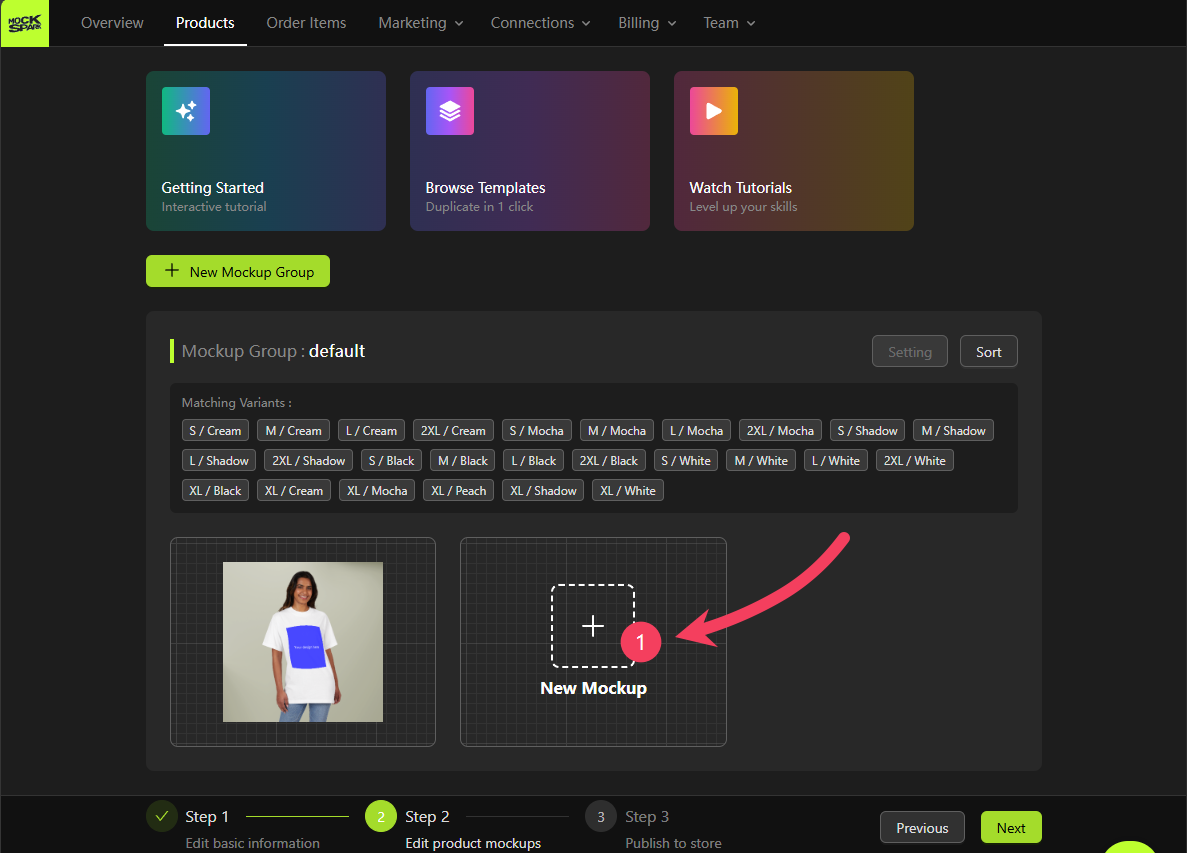 MOCK SPARK
Overview Products Order Items Marketing Connections Billing Team
Getting Started
Interactive tutorial
Browse Templates
Duplicate in 1 click
Watch Tutorials
Level up your skills
New Mockup Group
Mockup Group : default
Setting Sort
Matching Variants :
S / Cream M / Cream L / Cream 2XL / Cream S / Mocha M / Mocha L / Mocha 2XL / Mocha S / Shadow M / Shadow
L / Shadow 2XL / Shadow S / Black M / Black L / Black 2XL / Black S / White M / White L / White 2XL / White
XL / Black XL / Cream XL / Mocha XL / Peach XL / Shadow XL / White
Your design here
1
New Mockup
Step 1
Edit basic information
2 Step 2
Edit product mockups
3 Step 3
Publish to store
Previous Next